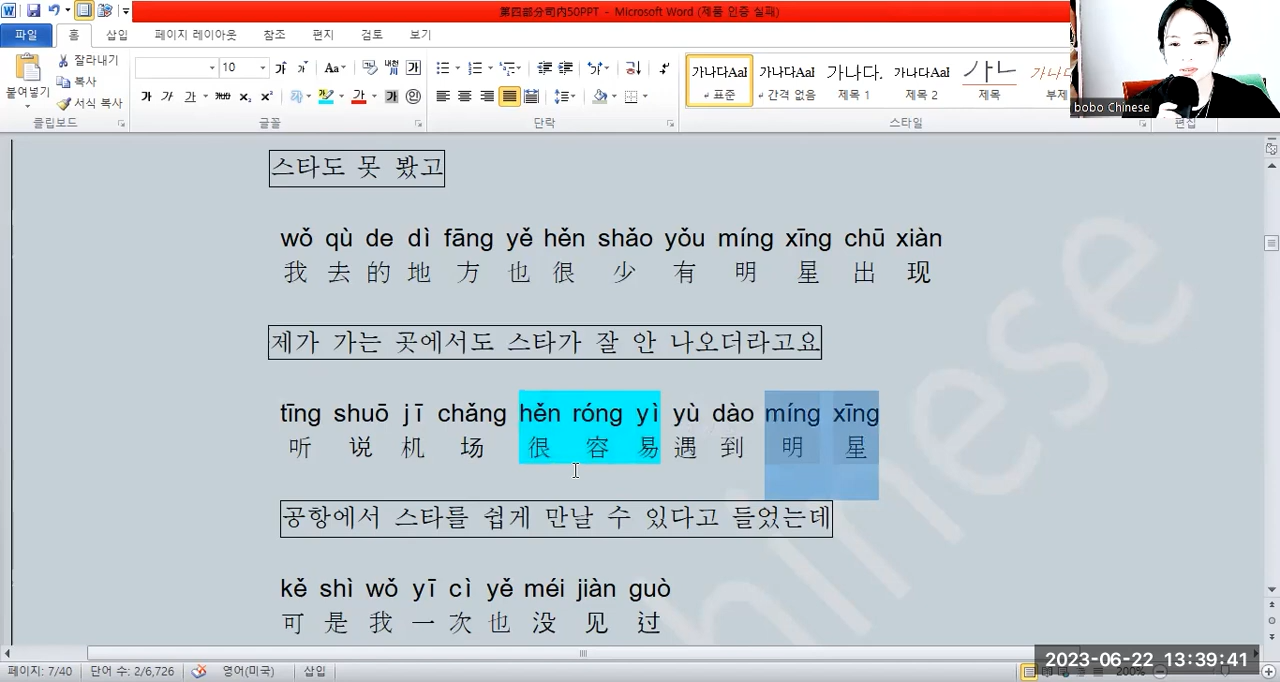 第四部分司内50PPT - Microsoft Word (제품 인증 실패)
파일 홈 삽입 페이지 레이아웃 참조 편지 검토 보기
붙여넣기 잘라내기 복사 서식 복사
10
가나다AaI 가나다AaI 가나다. 가나다AaI
표준 간격 없음 제목 1 제목 2 제목 부제
클립보드 글꼴 단락 스타일 편집
bobo Chinese
스타도 못 봤고
wǒ qù de dì fāng yě hěn shǎo yǒu míng xīng chū xiàn
我 去 的 地 方 也 很 少 有 明 星 出 现
제가 가는 곳에서도 스타가 잘 안 나오더라고요
tīng shuō jī chǎng hěn róng yì yù dào míng xīng
听 说 机 场 很 容 易 遇 到 明 星
공항에서 스타를 쉽게 만날 수 있다고 들었는데
kě shì wǒ yī cì yě méi jiàn guò
可 是 我 一 次 也 没 见 过
hinese
페이지: 7/40 단어 수: 2/6,726 영어(미국) 삽입 200%
2023-06-22 13:39:41